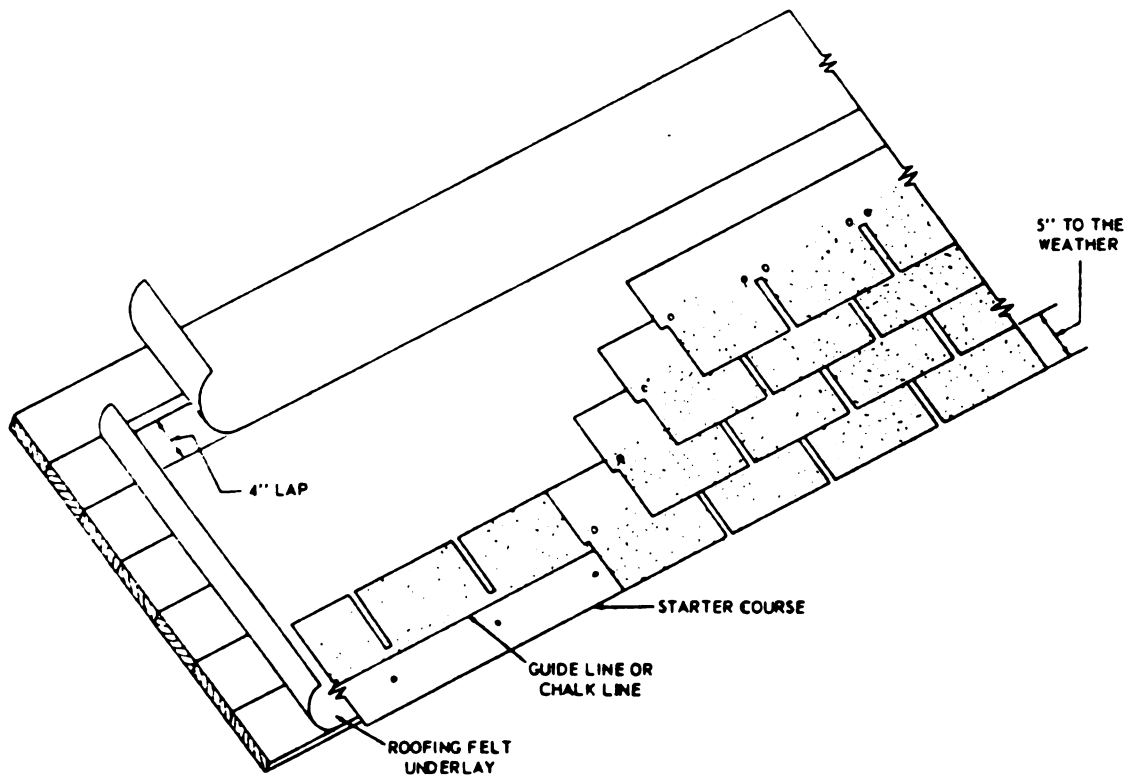 5" TO THE
WEATHER
4" LAP
STARTER COURSE
GUIDE LINE OR
CHALK LINE
ROOFING FELT
UNDERLAY